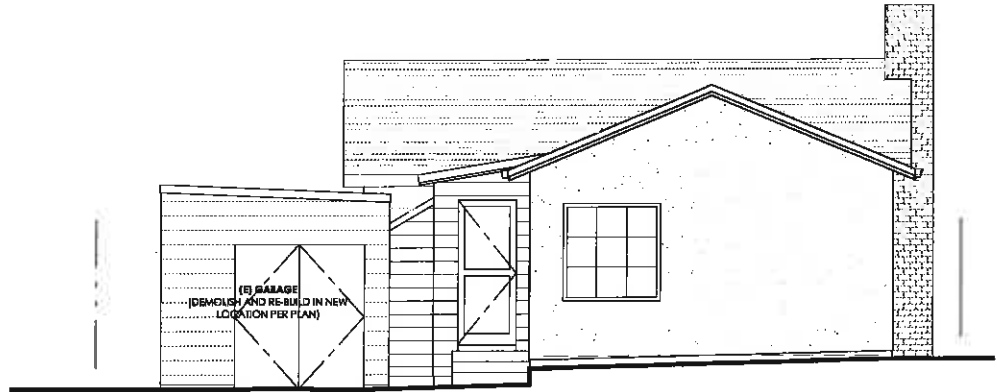 (E) GARAGE
(DEMOLISH AND RE-BUILD IN NEW
LOCATION PER PLAN)